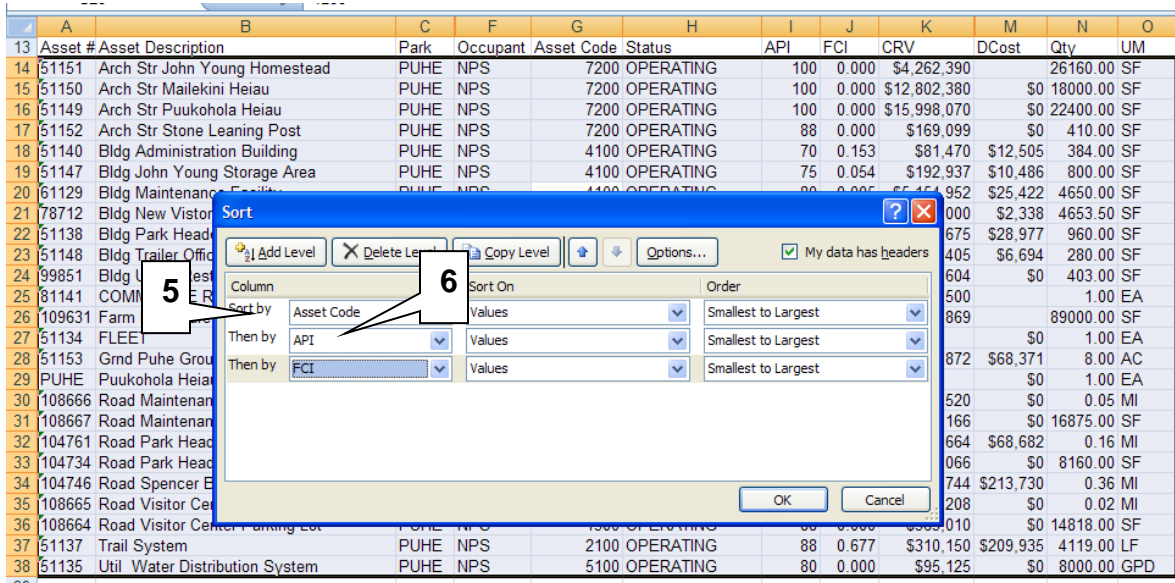 A B C F G H I J K M N O
13 Asset # Asset Description Park Occupant Asset Code Status API FCI CRV DCost Qty UM
14 51151 Arch Str John Young Homestead PUHE NPS 7200 OPERATING 100 0.000 $4,262,390 26160.00 SF
15 51150 Arch Str Mailekini Heiau PUHE NPS 7200 OPERATING 100 0.000 $12,802,380 $0 18000.00 SF
16 51149 Arch Str Puukohola Heiau PUHE NPS 7200 OPERATING 100 0.000 $15,998,070 $0 22400.00 SF
17 51152 Arch Str Stone Leaning Post PUHE NPS 7200 OPERATING 88 0.000 $169,099 $0 410.00 SF
18 51140 Bldg Administration Building PUHE NPS 4100 OPERATING 70 0.153 $81,470 $12,505 384.00 SF
19 51147 Bldg John Young Storage Area PUHE NPS 4100 OPERATING 75 0.054 $192,937 $10,486 800.00 SF
20 61129 Bldg Maintenance Facility PUHE NPS 4100 OPERATING 80 0.005 $5,154,952 $25,422 4650.00 SF
21 78712 Bldg New Vistor 000 $2,338 4653.50 SF
22 51138 Bldg Park Head 675 $28,977 960.00 SF
23 51148 Bldg Trailer Offic 405 $6,694 280.00 SF
24 99851 Bldg est 604 $0 403.00 SF
25 81141 COMM E R 500 1.00 EA
26 109631 Farm 869 89000.00 SF
27 51134 FLEET $0 1.00 EA
28 51153 Grnd Puhe Grou 872 $68,371 8.00 AC
29 PUHE Puukohola Heia $0 1.00 EA
30 108666 Road Maintenan 520 $0 0.05 MI
31 108667 Road Maintenan 166 $0 16875.00 SF
32 104761 Road Park Head 664 $68,682 0.16 MI
33 104734 Road Park Head 066 $0 8160.00 SF
34 104746 Road Spencer B 744 $213,730 0.36 MI
35 108665 Road Visitor Cen 208 $0 0.02 MI
36 108664 Road Visitor Center Parking Lot PUHE NPS 1300 OPERATING 0.000 010 $0 14818.00 SF
37 51137 Trail System PUHE NPS 2100 OPERATING 88 0.677 $310,150 $209,935 4119.00 LF
38 51135 Util Water Distribution System PUHE NPS 5100 OPERATING 80 0.000 $95,125 $0 8000.00 GPD
Sort
Add Level Delete Level Copy Level Options... My data has headers
Column Sort On Order
Sort by Asset Code Values Smallest to Largest
Then by API Values Smallest to Largest
Then by FCI Values Smallest to Largest
OK Cancel
5
6